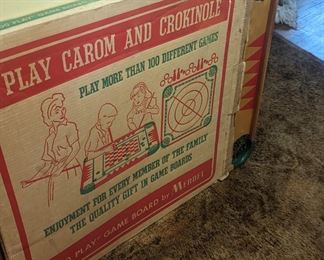 PLAY CAROM AND CROKINOLE
PLAY MORE THAN 100 DIFFERENT GAMES
ENJOYMENT FOR EVERY MEMBER OF THE FAMILY
THE QUALITY GIFT IN GAME BOARDS
PLAY GAME BOARD by MERDEL